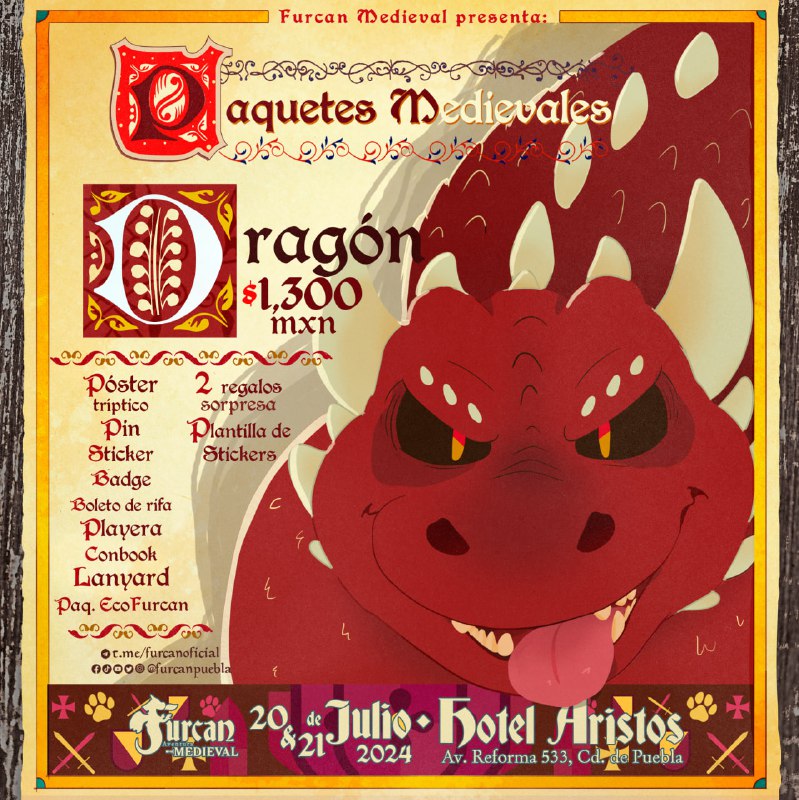 Furcan Medieval presenta:
Paquetes Medievales
Dragón
$1,300
mxn
Póster
tríptico
Pin
Sticker
Badge
Boleto de rifa
Playera
Conbook
Lanyard
Paq. EcoFurcan
2 regalos
sorpresa
Plantilla de
Stickers
t.me/furcanoficial
@furcanpuebla
Furcan
Aventura
MEDIEVAL
20 & 21 de Julio • Hotel Aristos
2024
Av. Reforma 533, Cd. de Puebla